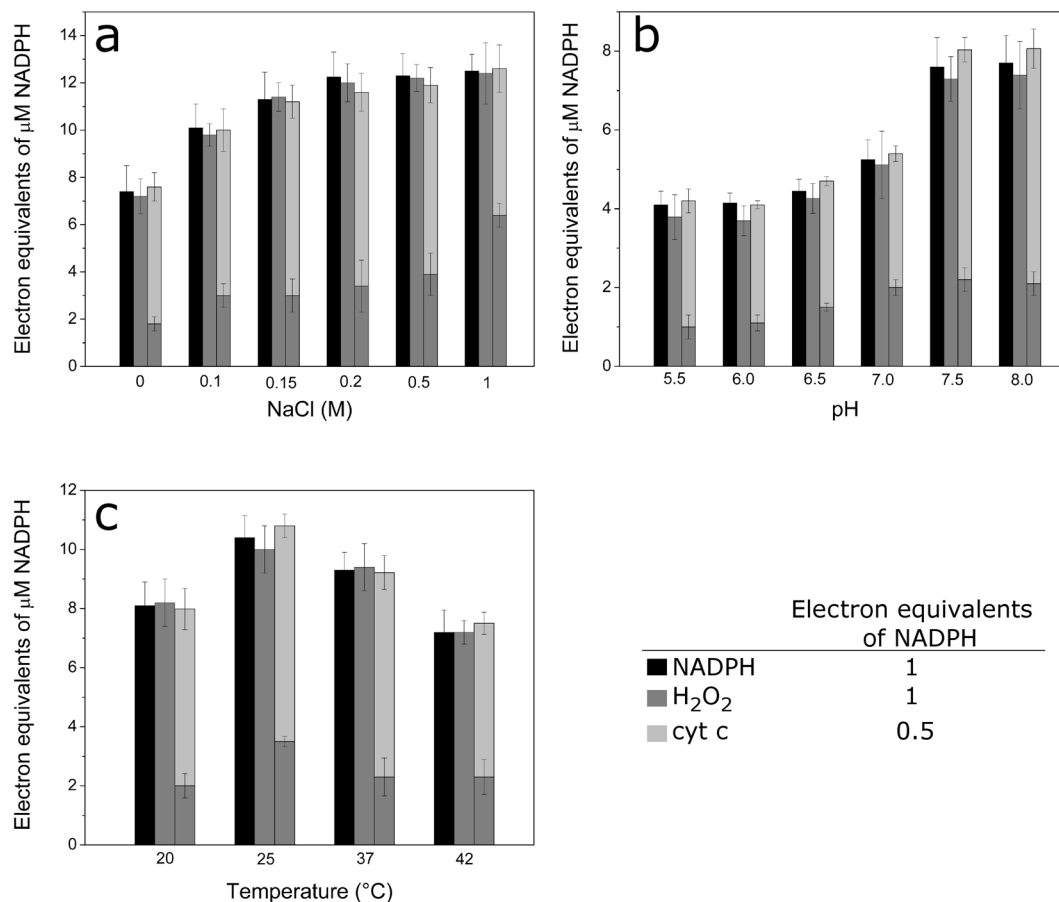 a
Electron equivalents of μM NADPH
14
12
10
8
6
4
2
0
0 0.1 0.15 0.2 0.5 1
NaCl (M)
b
Electron equivalents of μM NADPH
8
6
4
2
0
5.5 6.0 6.5 7.0 7.5 8.0
pH
c
Electron equivalents of μM NADPH
12
10
8
6
4
2
0
20 25 37 42
Temperature (°C)
Electron equivalents
of NADPH
NADPH 1
H₂O₂ 1
cyt c 0.5